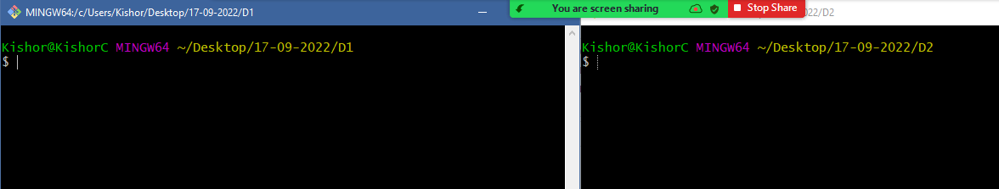 MINGW64:/c/Users/Kishor/Desktop/17-09-2022/D1
You are screen sharing
Stop Share
022/D2
Kishor@KishorC MINGW64 ~/Desktop/17-09-2022/D1
$
Kishor@KishorC MINGW64 ~/Desktop/17-09-2022/D2
$